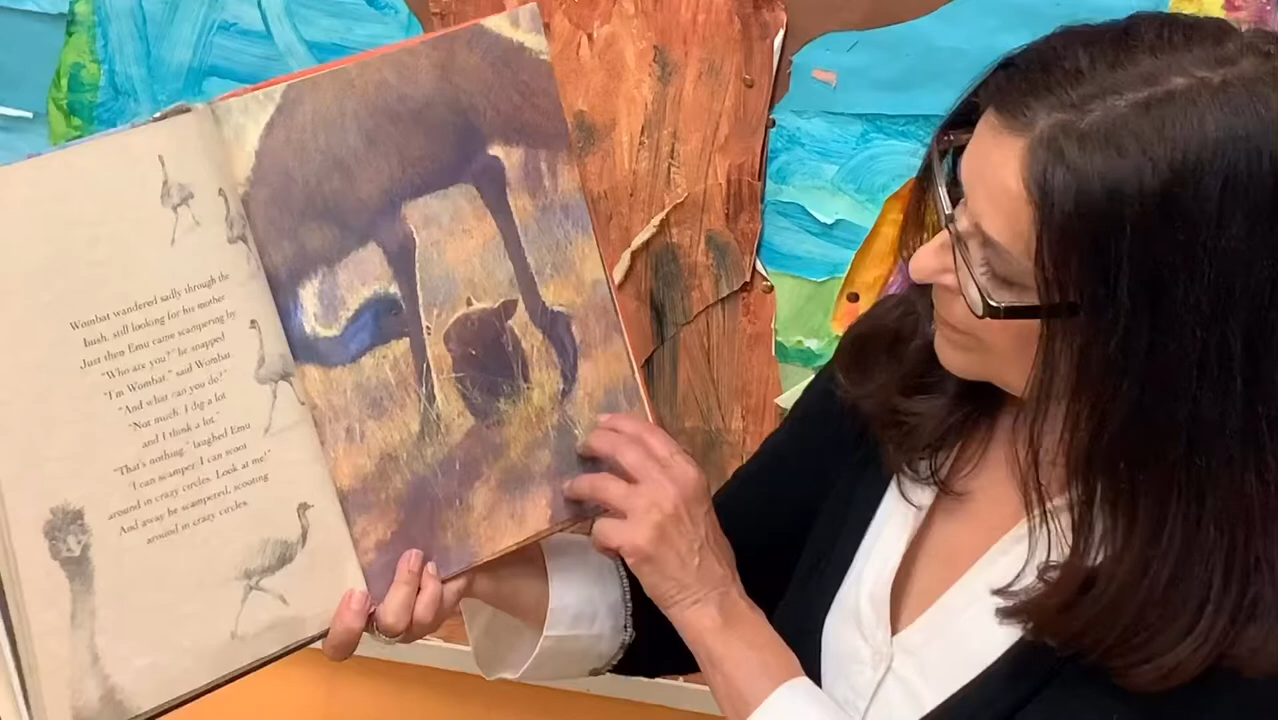 Wombat wandered sadly through the
bush, still looking for his mother.
Just then Emu came scampering by.
"Who are you?" he snapped.
"I'm Wombat," said Wombat.
"And what can you do?"
"Not much. I dig a lot
and I think a lot."
"That's nothing," laughed Emu.
"I can scamper. I can scoot
around in crazy circles. Look at me!"
And away he scampered, scooting
around in crazy circles.